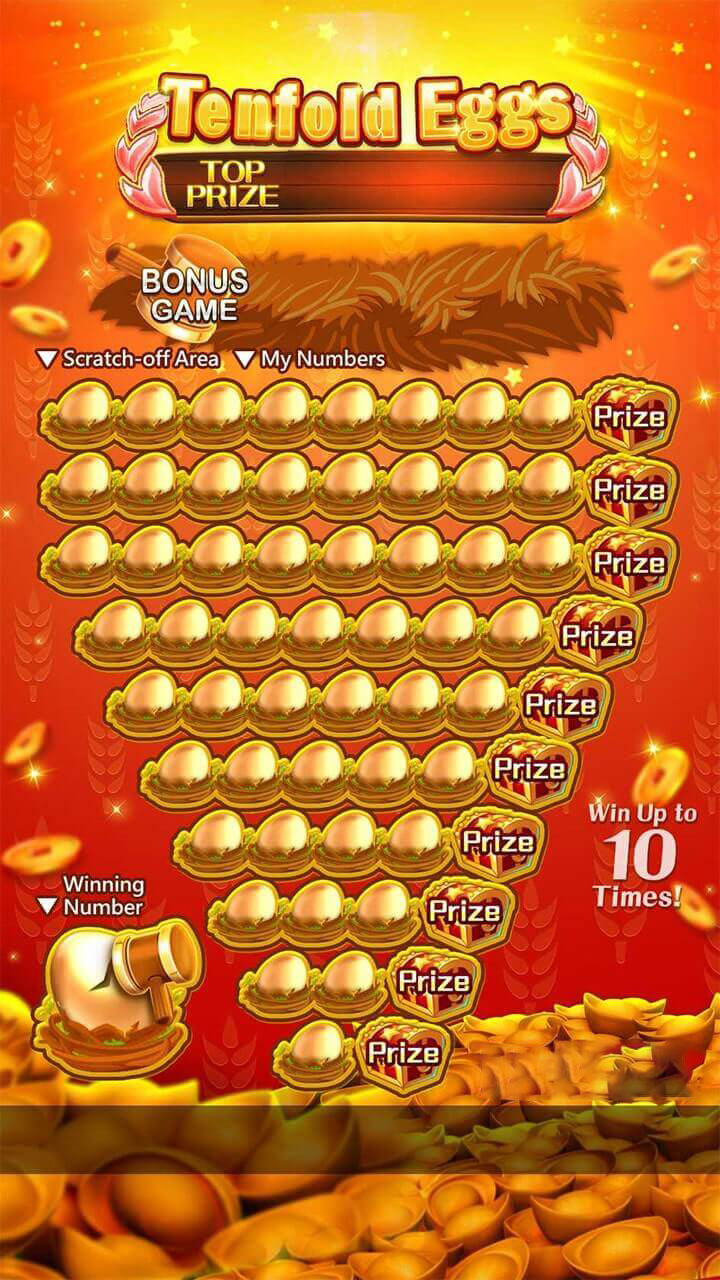 Tenfold Eggs
TOP
PRIZE
BONUS
GAME
▼ Scratch-off Area ▼ My Numbers
Prize
Prize
Prize
Prize
Prize
Prize
Prize
Prize
Prize
Prize
Win Up to
10
Times!
Winning
▼ Number